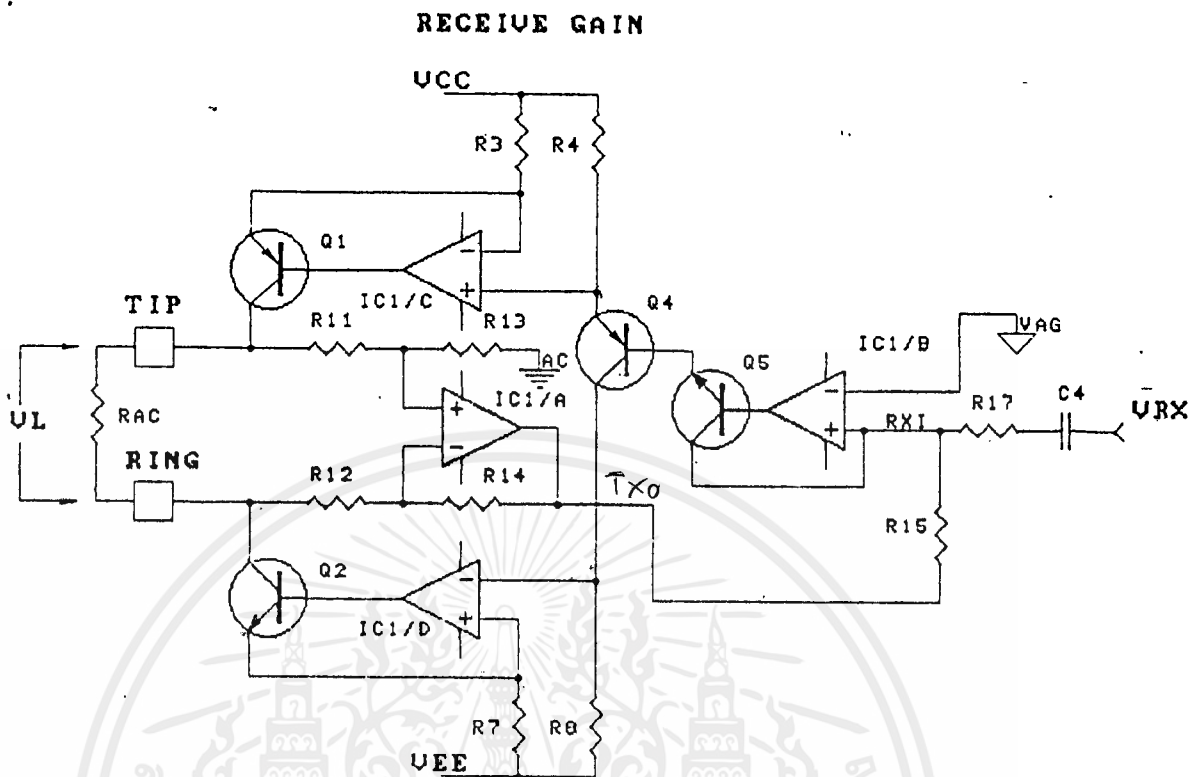 RECEIVE GAIN
VCC
R3
R4
Q1
-
+
IC1/C
Q4
TIP
R11
R13
AC
VAG
IC1/B
Q5
-
+
RXI
R17
C4
VRX
VL
RAC
+
-
IC1/A
RING
R12
R14
TXO
R15
Q2
-
+
IC1/D
R7
R8
VEE